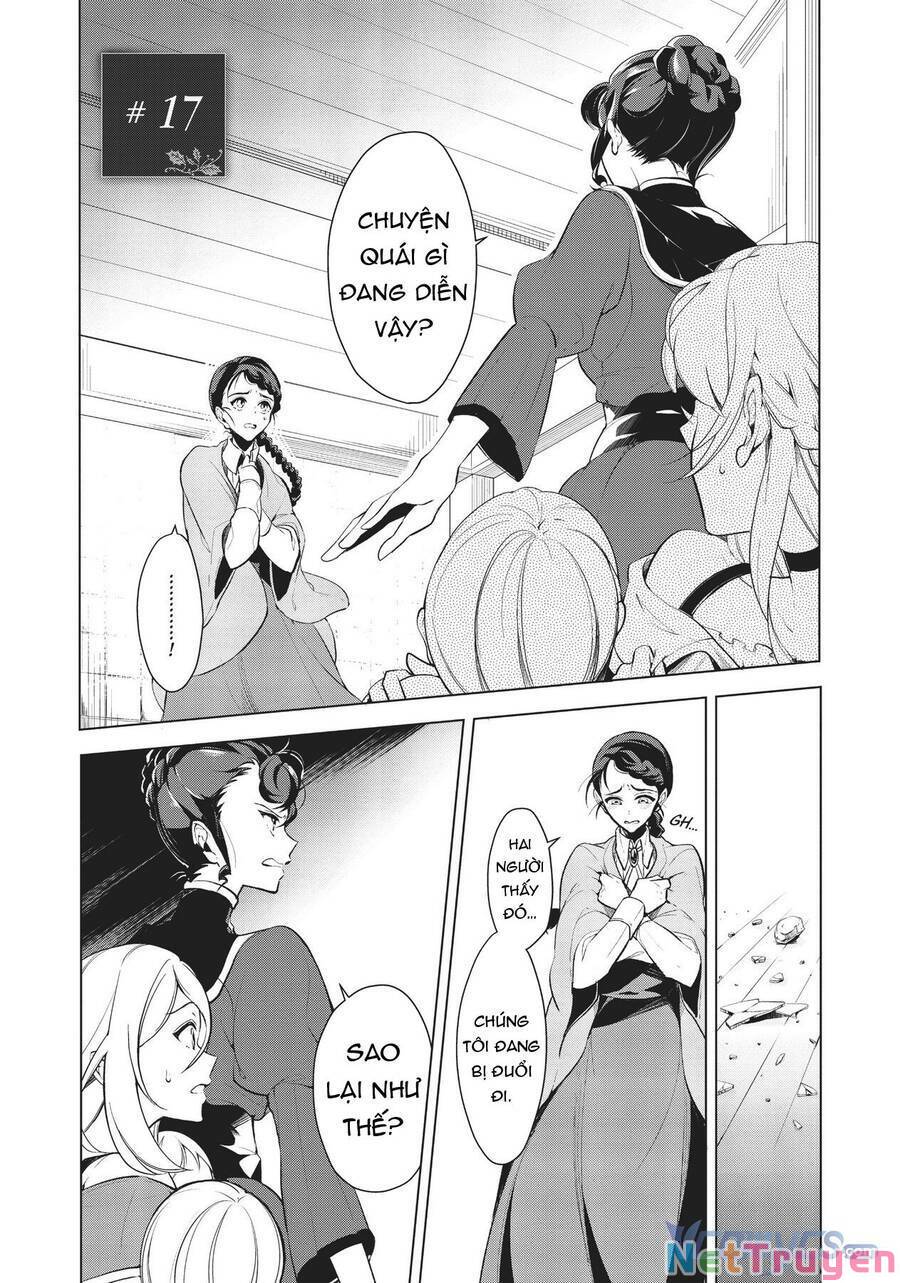 # 17
CHUYỆN
QUÁI GÌ
ĐANG DIỄN
VẬY?
.........!
GH...
HAI
NGƯỜI
THẤY
ĐÓ...
CHÚNG
TÔI ĐANG
BỊ ĐUỔI
ĐI.
SAO
LẠI NHƯ
THẾ?
NetTruyen